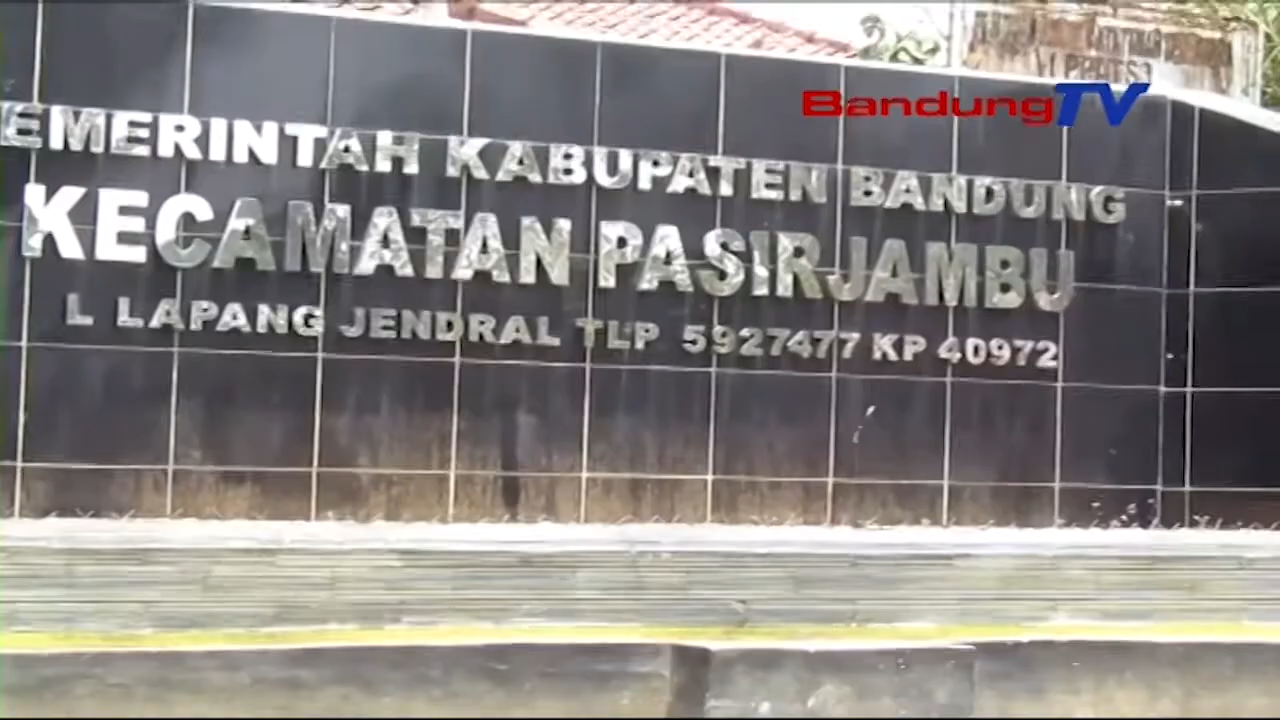 BandungTV
EMERINTAH KABUPATEN BANDUNG
KECAMATAN PASIRJAMBU
L LAPANG JENDRAL TLP 5927477 KP 40972